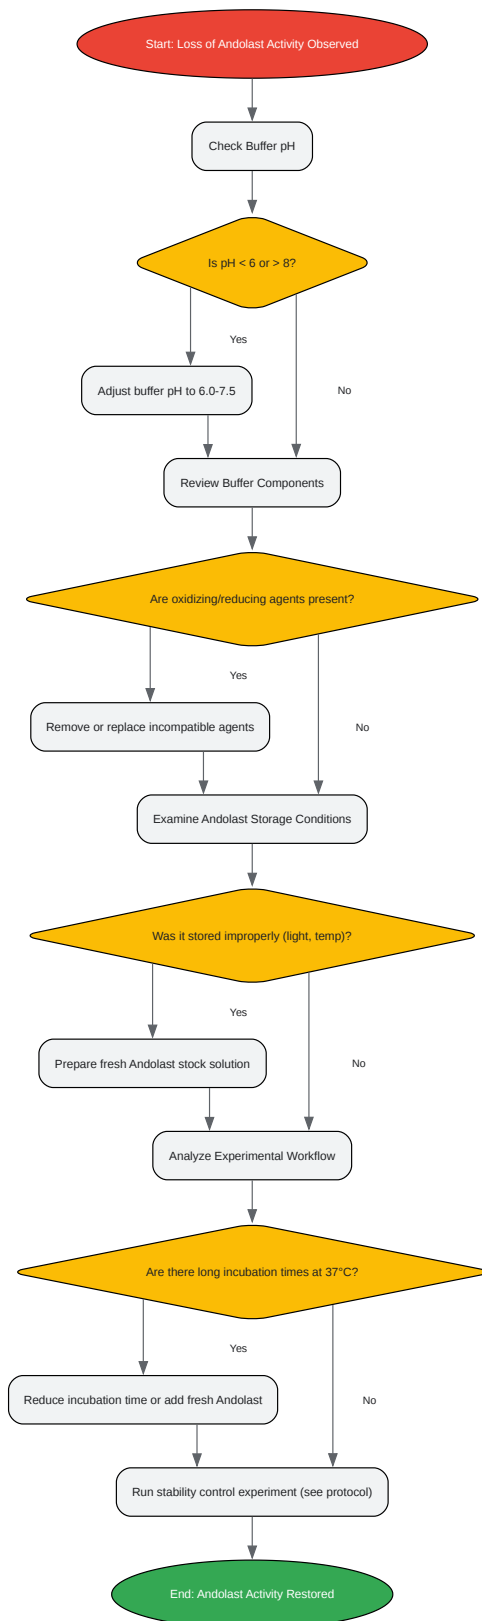 Start: Loss of Andolast Activity Observed
Check Buffer pH
Is pH < 6 or > 8?
Yes
Adjust buffer pH to 6.0-7.5
No
Review Buffer Components
Are oxidizing/reducing agents present?
Yes
Remove or replace incompatible agents
No
Examine Andolast Storage Conditions
Was it stored improperly (light, temp)?
Yes
Prepare fresh Andolast stock solution
No
Analyze Experimental Workflow
Are there long incubation times at 37°C?
Yes
Reduce incubation time or add fresh Andolast
No
Run stability control experiment (see protocol)
End: Andolast Activity Restored